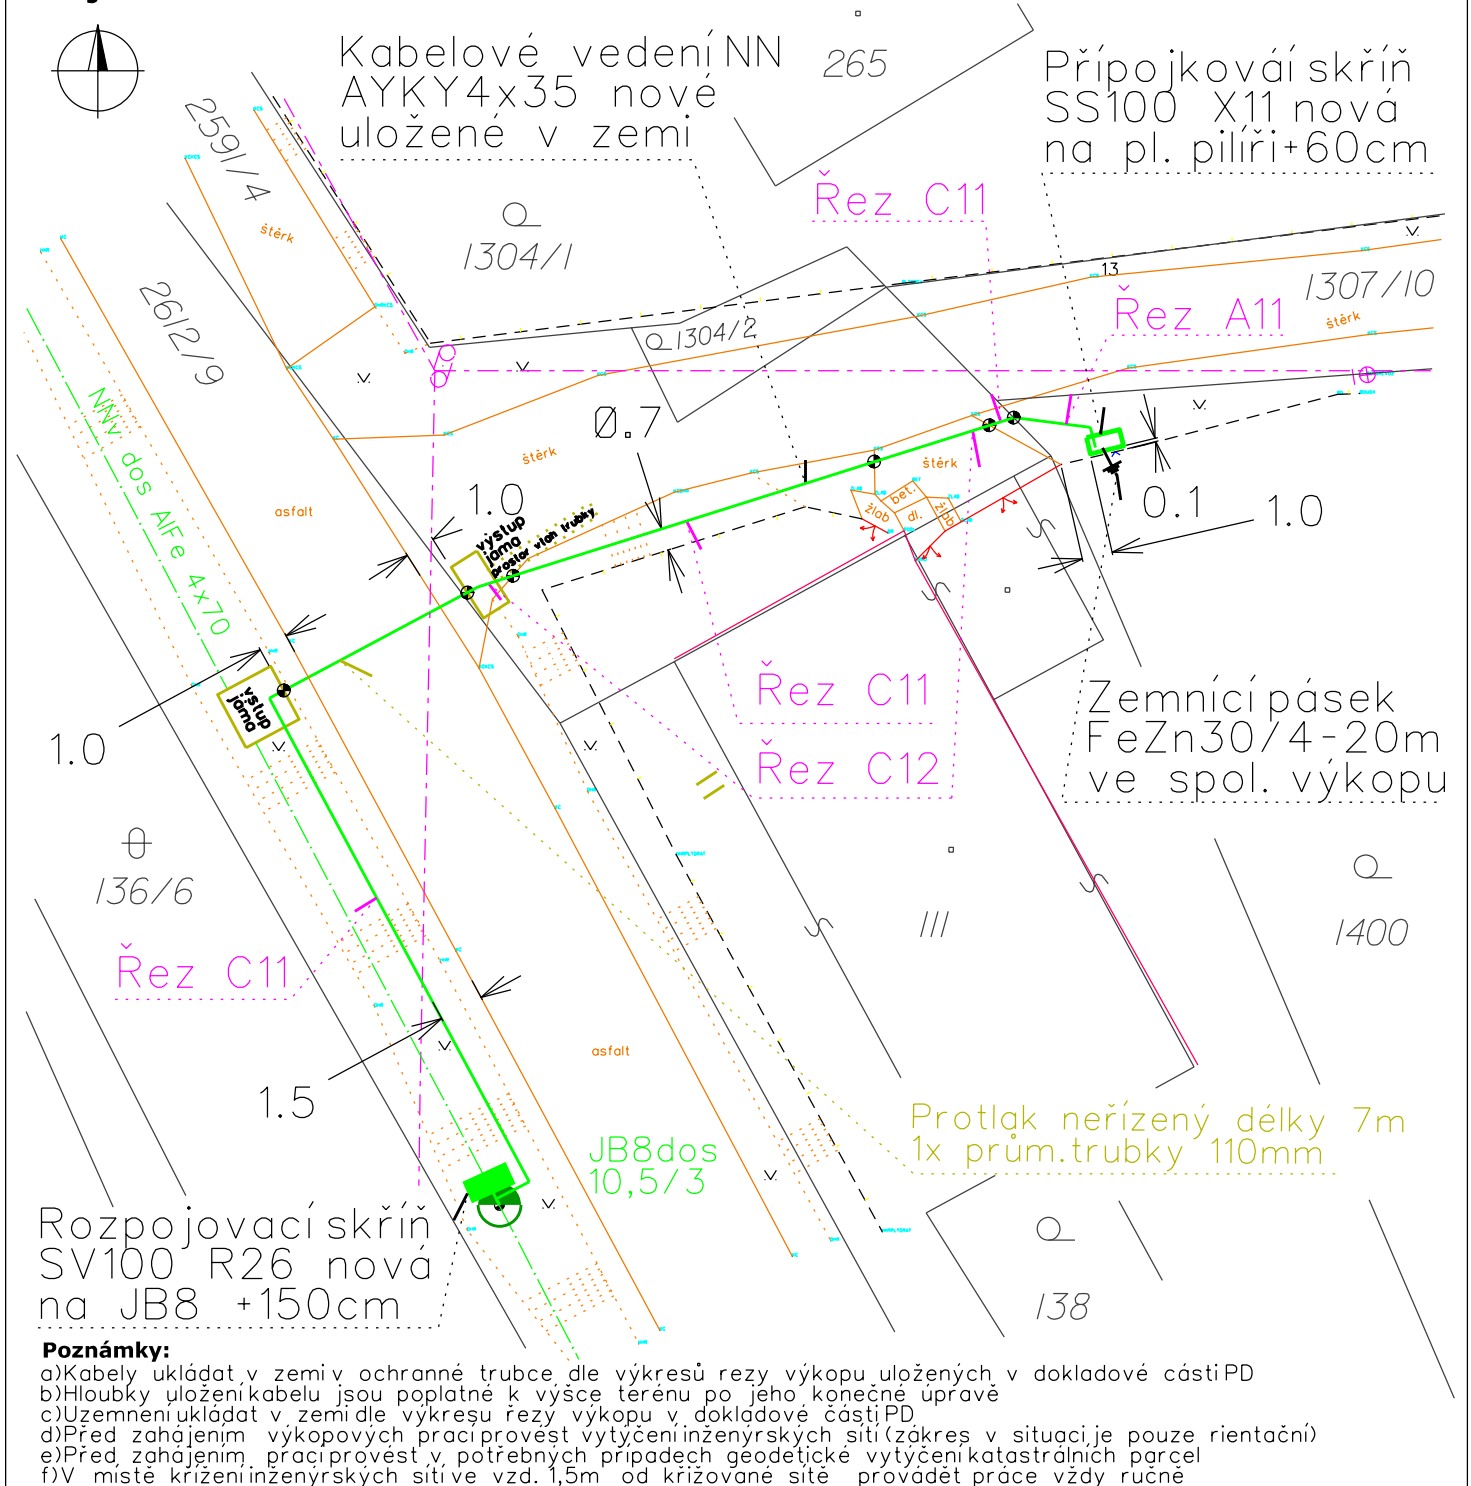 Kabelové vedení NN
AYKY4x35 nové
uložené v zemi
265
Přípojkováí skříň
SS100 X11 nová
na pl. pilíři+60cm
2591/4
štěrk
1304/1
Řez C11
13
1307/10
Řez A11
štěrk
2612/9
1304/2
0.7
NNv dos AlFe 4x70
štěrk
štěrk
asfalt
1.0
výstup
jáma
prostor vtah trubky
bet.
žlab
dl.
žlab
0.1
1.0
S
S
výstup
jáma
1.0
Řez C11
Řez C12
Zemnící pásek
FeZn30/4-20m
ve spol. výkopu
136/6
111
S
S
1400
Řez C11
asfalt
1.5
Protlak neřízený délky 7m
1x prům.trubky 110mm
JB8dos
10,5/3
Rozpojovací skříň
SV100 R26 nová
na JB8 +150cm
138
Poznámky:
a)Kabely ukládat v zemi v ochranné trubce dle výkresů rezy výkopu uložených v dokladové části PD
b)Hloubky uložení kabelu jsou poplatné k výšce terénu po jeho konečné úpravě
c)Uzemnení ukládat v zemi dle výkresu řezy výkopu v dokladové části PD
d)Před zahájením výkopových prací provést vytýčení inženýrských sítí (zákres v situaci je pouze rientační)
e)Před zahájením prací provést v potřebných případech geodetické vytýčení katastrálních parcel
f)V místě křížení inženýrských sítí ve vzd. 1,5m od křižované sítě provádět práce vždy ručně